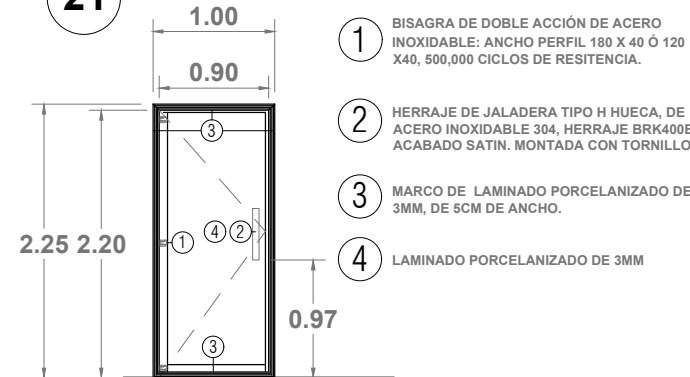 21
1.00
0.90
2.25 2.20
0.97
3
1
4 2
3
1
BISAGRA DE DOBLE ACCIÓN DE ACERO
INOXIDABLE: ANCHO PERFIL 180 X 40 Ó 120
X40, 500,000 CICLOS DE RESITENCIA.
2
HERRAJE DE JALADERA TIPO H HUECA, DE
ACERO INOXIDABLE 304, HERRAJE BRK400E
ACABADO SATIN. MONTADA CON TORNILLO
3
MARCO DE LAMINADO PORCELANIZADO DE
3MM, DE 5CM DE ANCHO.
4
LAMINADO PORCELANIZADO DE 3MM